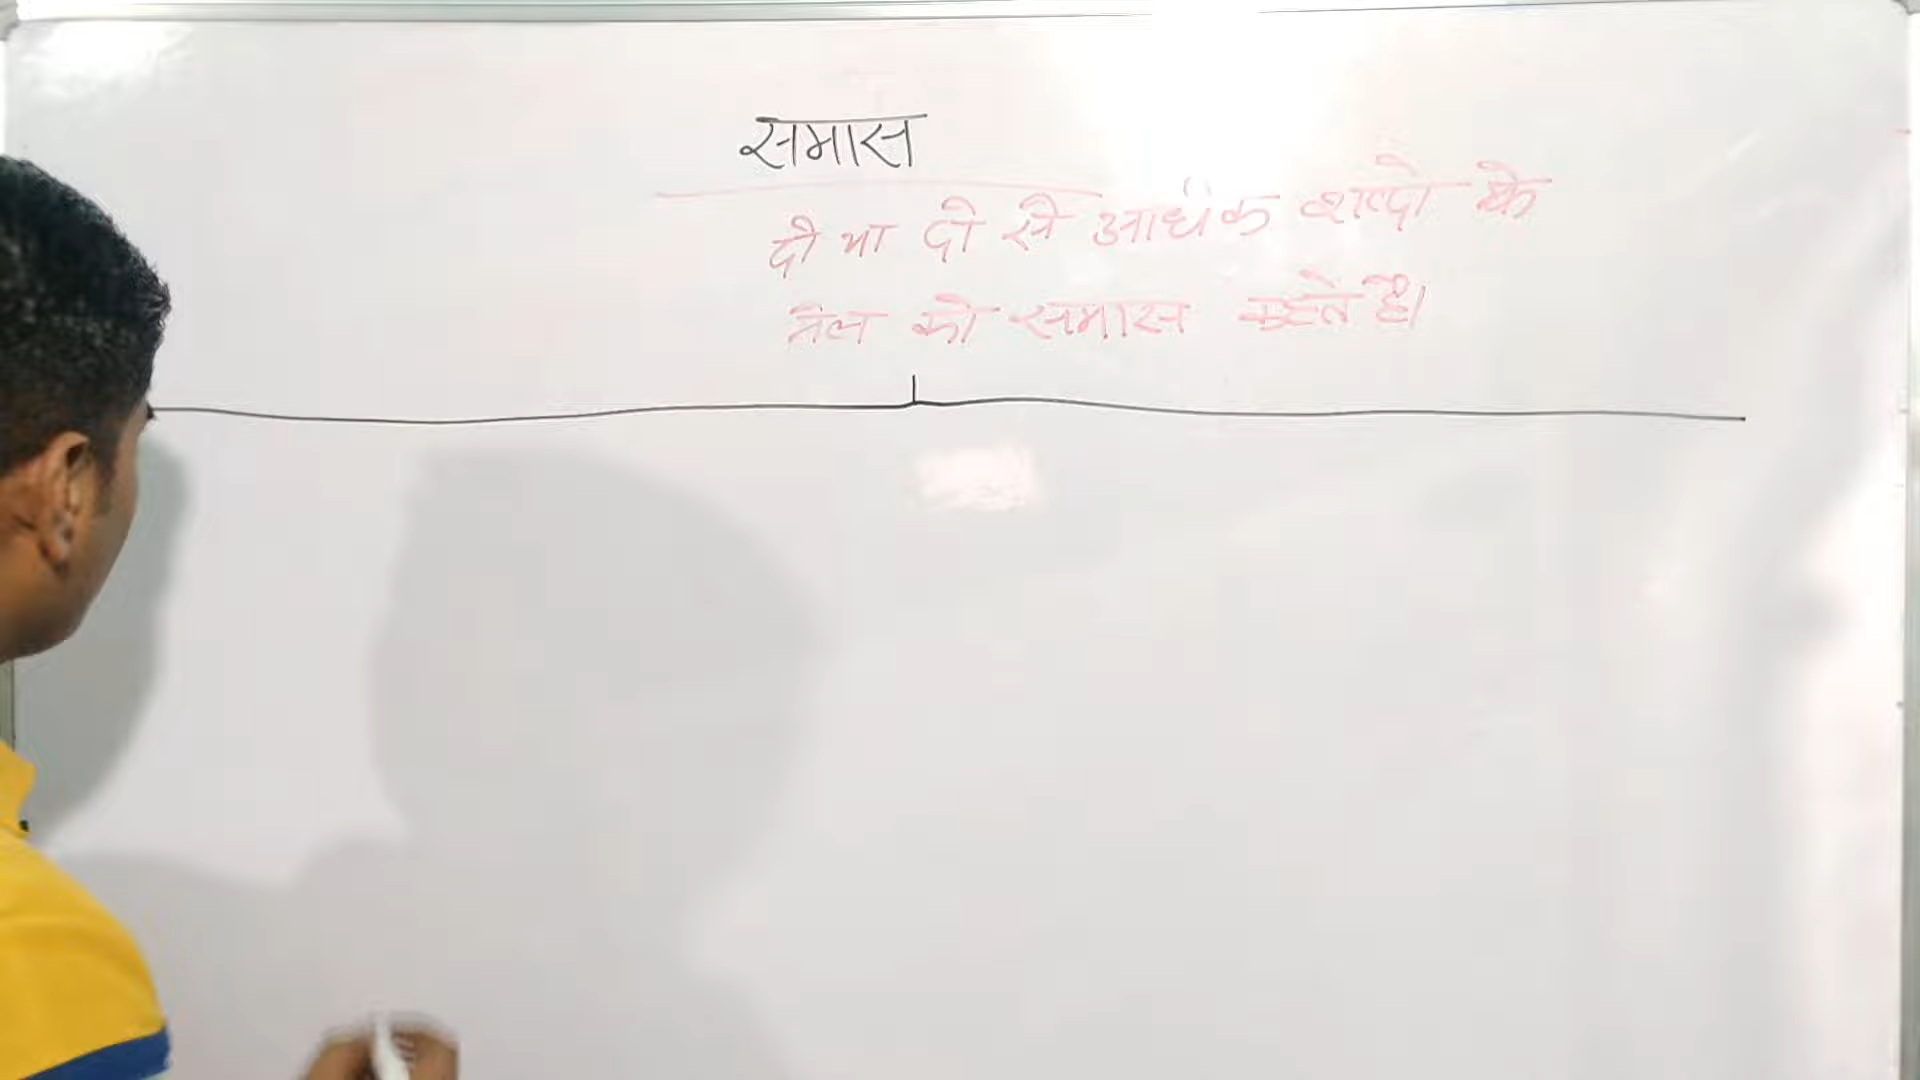 समास
दो या दो से अधिक शब्दो के
मेल को समास कहते है।